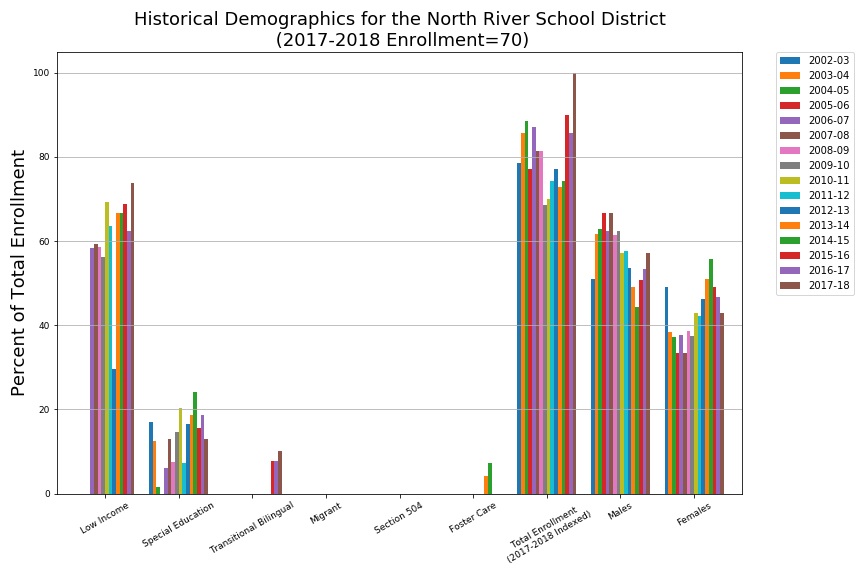 Historical Demographics for the North River School District
(2017-2018 Enrollment=70)
Percent of Total Enrollment
100
80
60
40
20
0
Low Income
Special Education
Transitional Bilingual
Migrant
Section 504
Foster Care
Total Enrollment
(2017-2018 Indexed)
Males
Females
2002-03
2003-04
2004-05
2005-06
2006-07
2007-08
2008-09
2009-10
2010-11
2011-12
2012-13
2013-14
2014-15
2015-16
2016-17
2017-18